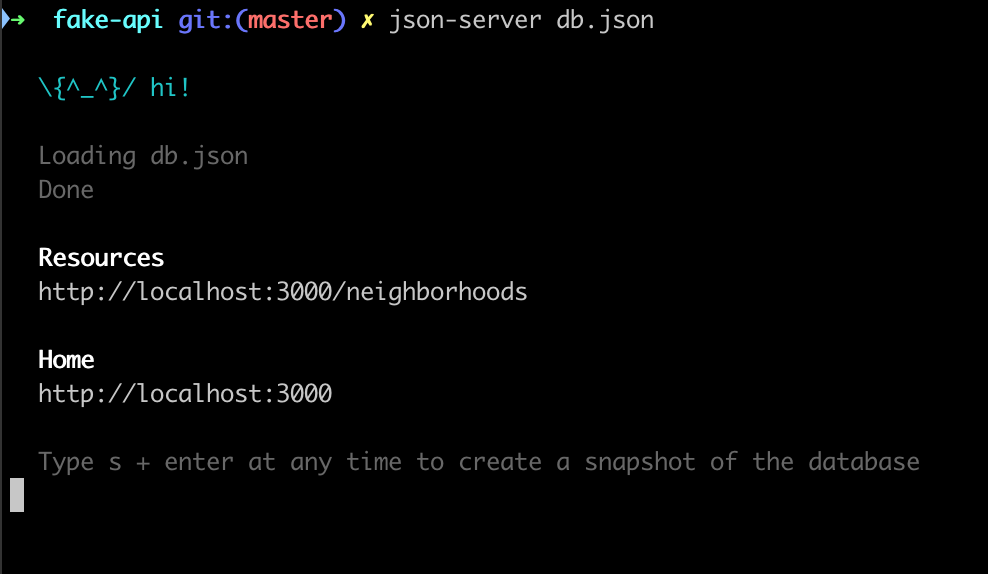 ➜ fake-api git:(master) ✗ json-server db.json
\{^_^}/ hi!
Loading db.json
Done
Resources
http://localhost:3000/neighborhoods
Home
http://localhost:3000
Type s + enter at any time to create a snapshot of the database